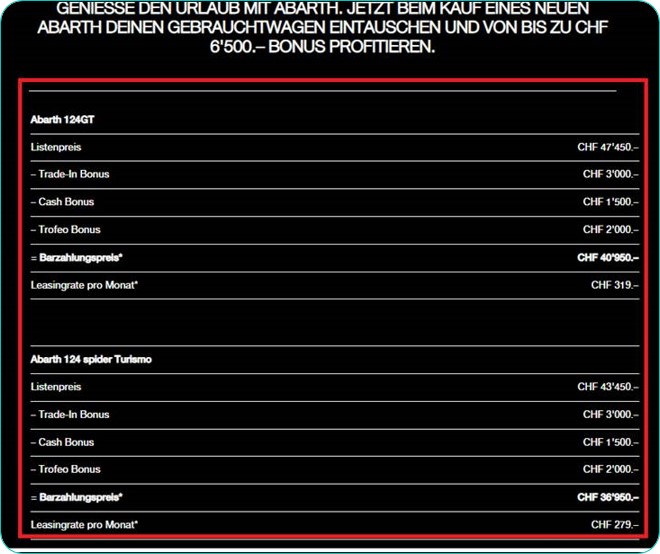 GENIESSE DEN URLAUB MIT ABARTH. JETZT BEIM KAUF EINES NEUEN
ABARTH DEINEN GEBRAUCHTWAGEN EINTAUSCHEN UND VON BIS ZU CHF
6'500.– BONUS PROFITIEREN.
Abarth 124GT
Listenpreis CHF 47'450.–
– Trade-In Bonus CHF 3'000.–
– Cash Bonus CHF 1'500.–
– Trofeo Bonus CHF 2'000.–
= Barzahlungspreis* CHF 40'950.–
Leasingrate pro Monat* CHF 319.–
Abarth 124 spider Turismo
Listenpreis CHF 43'450.–
– Trade-In Bonus CHF 3'000.–
– Cash Bonus CHF 1'500.–
– Trofeo Bonus CHF 2'000.–
= Barzahlungspreis* CHF 36'950.–
Leasingrate pro Monat* CHF 279.–